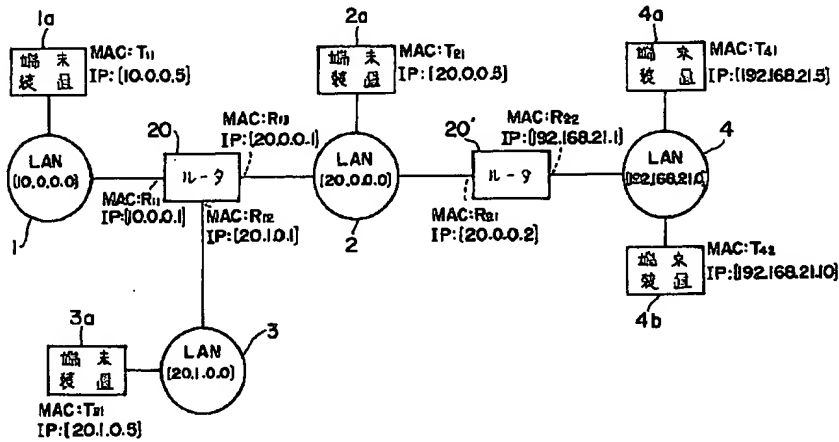 1a
端末
装置
MAC:T11
IP:[10.0.0.5]
2a
端末
装置
MAC:T21
IP:[20.0.0.5]
4a
端末
装置
MAC:T41
IP:[192.168.21.5]
LAN
[10.0.0.0]
1
MAC:R11
IP:[10.0.0.1]
20
ルータ
MAC:R13
IP:[20.0.0.1]
MAC:R12
IP:[20.1.0.1]
LAN
[20.0.0.0]
2
20'
ルータ
MAC:R22
IP:[192.168.21.1]
MAC:R21
IP:[20.0.0.2]
LAN
[192.168.21.0]
4
3a
端末
装置
MAC:T21
IP:[20.1.0.5]
LAN
[20.1.0.0]
3
端末
装置
MAC:T42
IP:[192.168.21.10]
4b